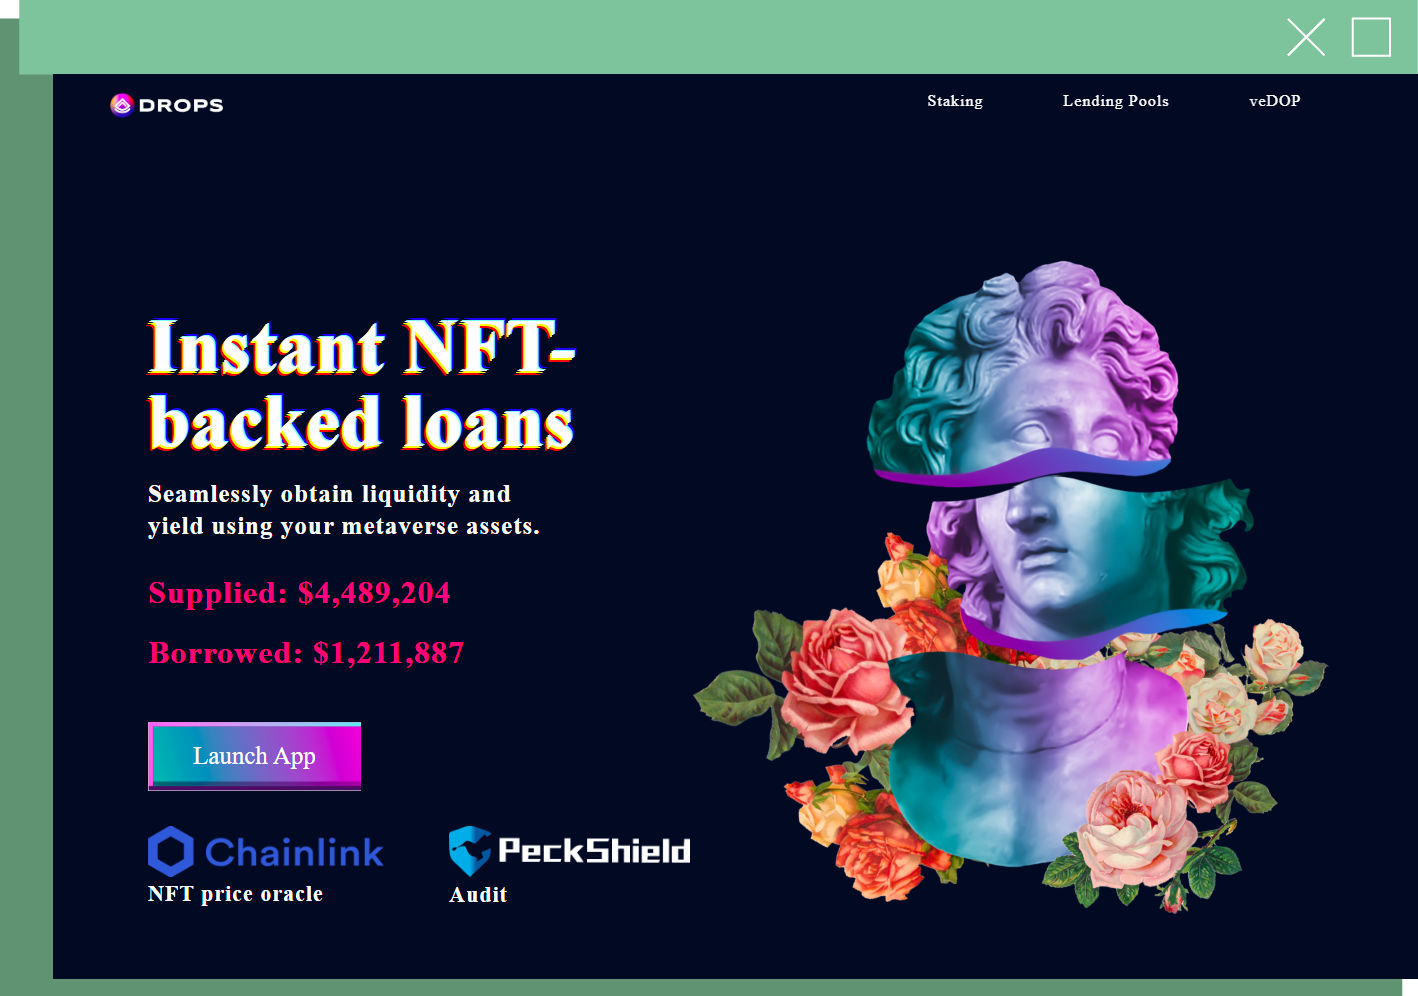 DROPS
Staking
Lending Pools
veDOP
Instant NFT-
backed loans
Seamlessly obtain liquidity and
yield using your metaverse assets.
Supplied: $4,489,204
Borrowed: $1,211,887
Launch App
Chainlink
NFT price oracle
PeckShield
Audit